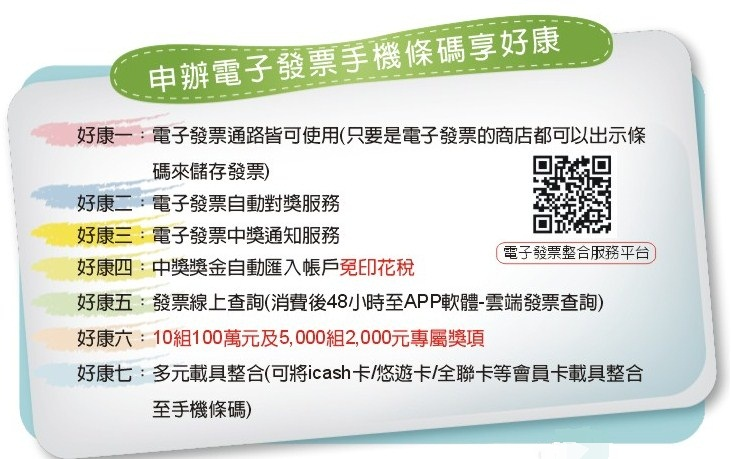 申辦電子發票手機條碼享好康
好康一：電子發票通路皆可使用(只要是電子發票的商店都可以出示條
碼來儲存發票)
好康二：電子發票自動對獎服務
好康三：電子發票中獎通知服務
電子發票整合服務平台
好康四：中獎獎金自動匯入帳戶免印花稅
好康五：發票線上查詢(消費後48小時至APP軟體-雲端發票查詢)
好康六：10組100萬元及5,000組2,000元專屬獎項
好康七：多元載具整合(可將icash卡/悠遊卡/全聯卡等會員卡載具整合
至手機條碼)